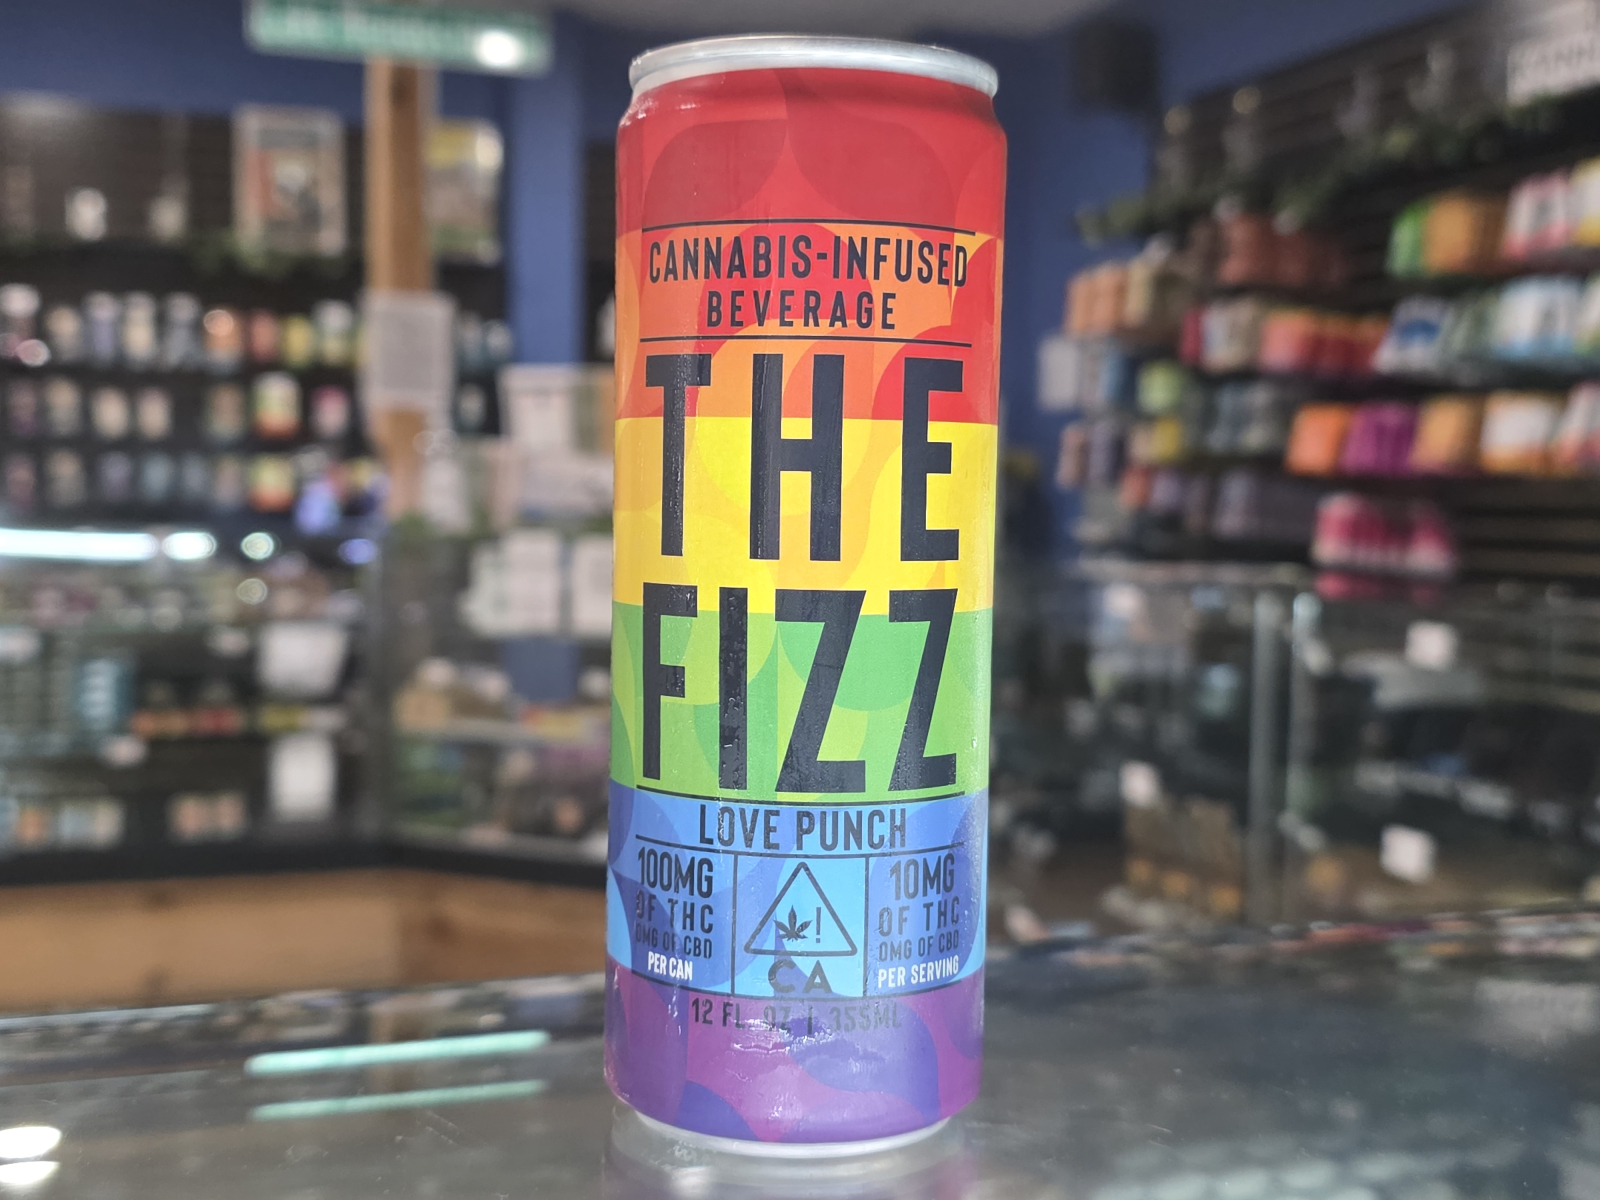 CANNABIS-INFUSED
BEVERAGE
THE
FIZZ
LOVE PUNCH
100MG
OF THC
0MG OF CBD
PER CAN
!
CA
10MG
OF THC
0MG OF CBD
PER SERVING
12 FL OZ | 355ML